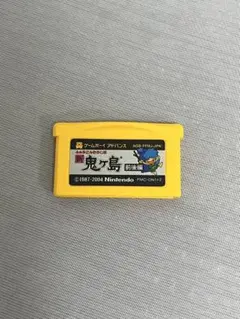 ゲームボーイ アドバンス
ふぁみこんむかし話
新・鬼ヶ島 前後編
©1987-2004 Nintendo